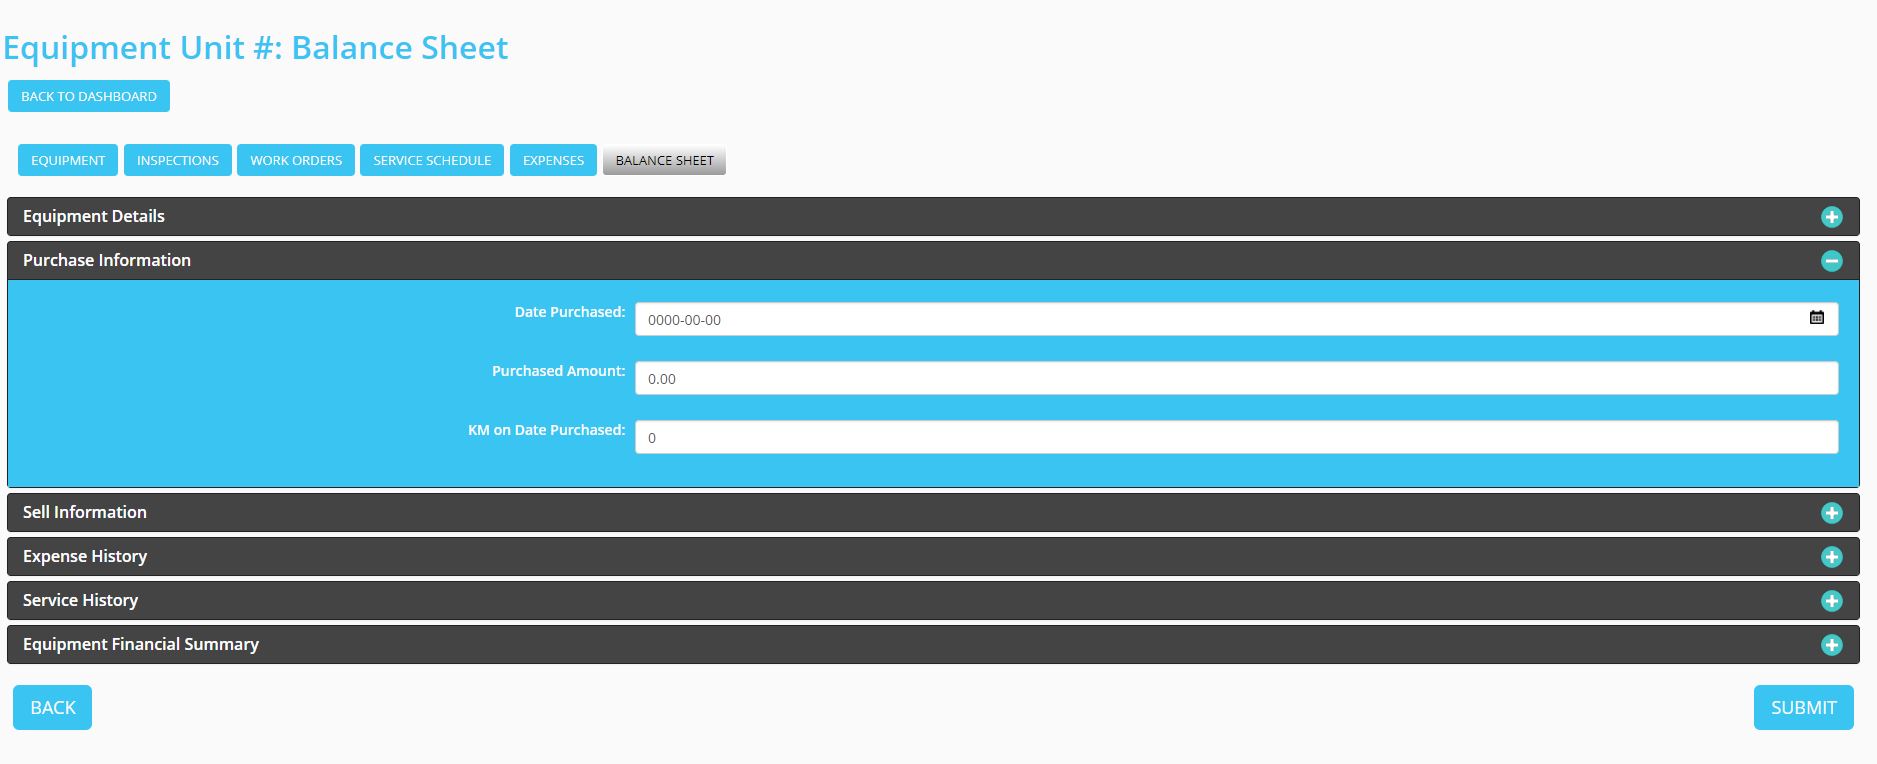 Equipment Unit #: Balance Sheet
BACK TO DASHBOARD
EQUIPMENT INSPECTIONS WORK ORDERS SERVICE SCHEDULE EXPENSES BALANCE SHEET
Equipment Details
Purchase Information
Date Purchased: 0000-00-00
Purchased Amount: 0.00
KM on Date Purchased: 0
Sell Information
Expense History
Service History
Equipment Financial Summary
BACK SUBMIT